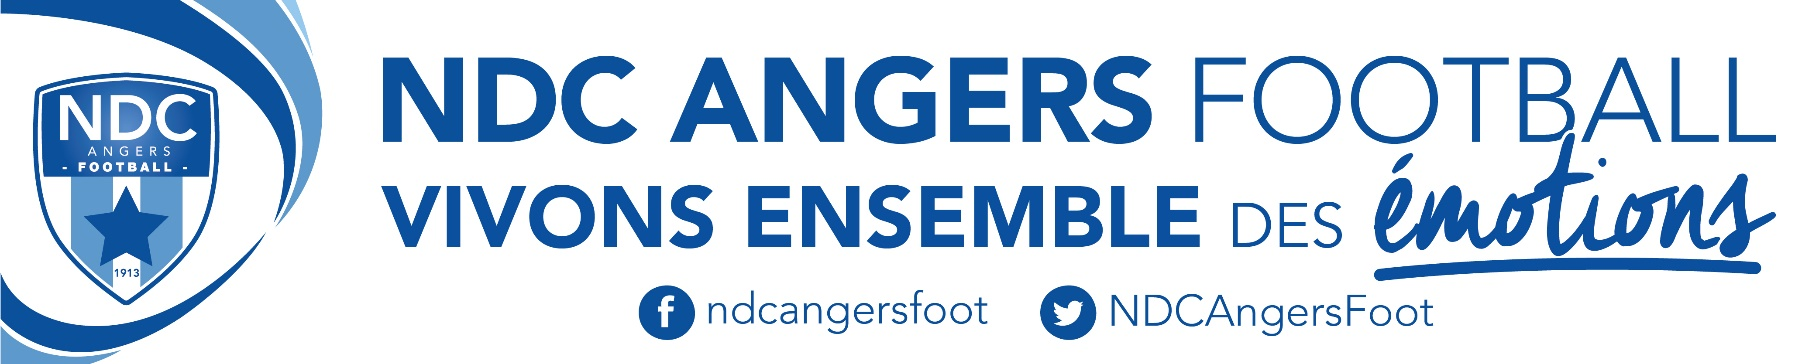 NDC
ANGERS
- FOOTBALL -
1913
NDC ANGERS FOOTBALL
VIVONS ENSEMBLE DES émotions
f ndcangersfoot NDCAngersFoot